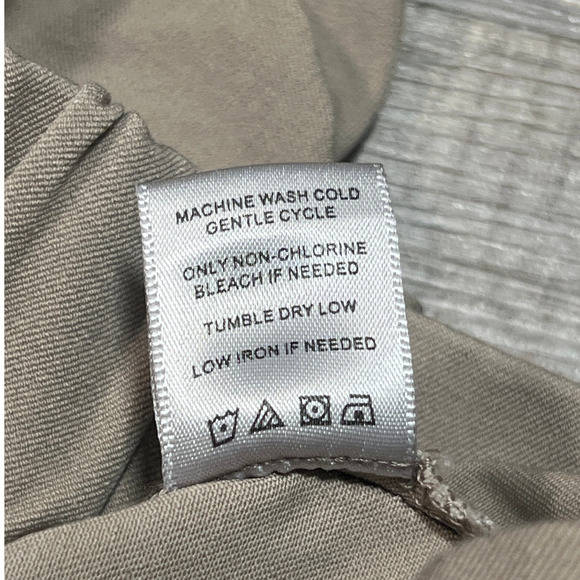 MACHINE WASH COLD
GENTLE CYCLE
ONLY NON-CHLORINE
BLEACH IF NEEDED
TUMBLE DRY LOW
LOW IRON IF NEEDED